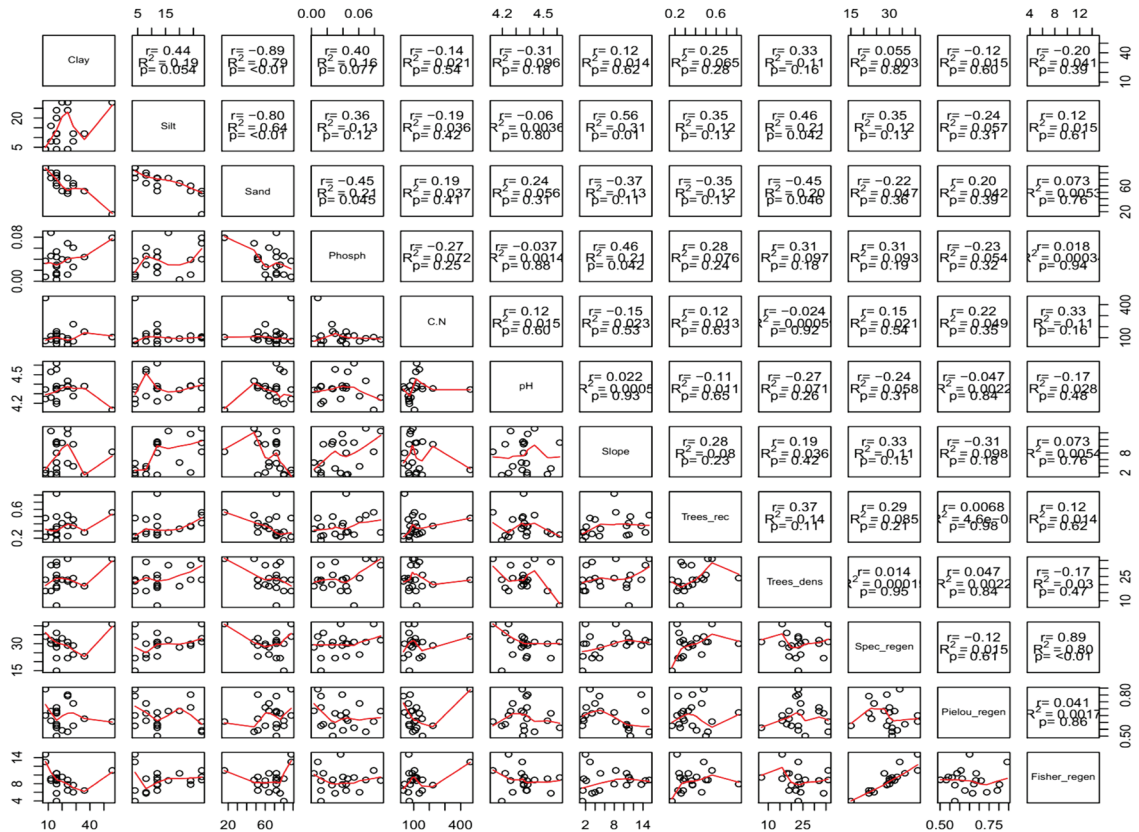 5 15 0.00 4.2 4.5 0.2 0.6 15 30 4 8 12
Clay
r= 0.44 r= −0.89 r= 0.40 r= −0.14 r= −0.31 r= 0.12 r= 0.25 r= 0.33 r= 0.055 r= −0.12 r= −0.20
R2 = 0.19 R2 = 0.79 R2 = 0.16 R2 = 0.021 R2 = 0.096 R2 = 0.014 R2 = 0.065 R2 = 0.11 R2 = 0.003 R2 = 0.015 R2 = 0.041
p= 0.054 p= <0.01 p= 0.077 p= 0.54 p= 0.18 p= 0.62 p= 0.28 p= 0.16 p= 0.82 p= 0.60 p= 0.39
10 40
5 20
Silt
r= −0.80 r= 0.36 r= −0.19 r= −0.06 r= 0.56 r= 0.35 r= 0.46 r= 0.35 r= −0.24 r= 0.12
R2 = 0.64 R2 = 0.13 R2 = 0.036 R2 = 0.0036 R2 = 0.31 R2 = 0.12 R2 = 0.21 R2 = 0.12 R2 = 0.057 R2 = 0.015
p= <0.01 p= 0.12 p= 0.42 p= 0.80 p= 0.01 p= 0.13 p= 0.042 p= 0.13 p= 0.31 p= 0.61
Sand
r= −0.45 r= 0.19 r= 0.24 r= −0.37 r= −0.35 r= −0.45 r= −0.22 r= 0.20 r= 0.073
R2 = 0.21 R2 = 0.037 R2 = 0.056 R2 = 0.13 R2 = 0.12 R2 = 0.20 R2 = 0.047 R2 = 0.042 R2 = 0.0053
p= 0.045 p= 0.41 p= 0.31 p= 0.11 p= 0.13 p= 0.046 p= 0.36 p= 0.39 p= 0.76
20 60
0.00 0.08
Phosph
r= −0.27 r= −0.037 r= 0.46 r= 0.28 r= 0.31 r= 0.31 r= −0.23 r= 0.018
R2 = 0.072 R2 = 0.0014 R2 = 0.21 R2 = 0.076 R2 = 0.097 R2 = 0.093 R2 = 0.054 R2 = 0.0003
p= 0.25 p= 0.88 p= 0.042 p= 0.24 p= 0.18 p= 0.19 p= 0.32 p= 0.94
C.N
r= 0.12 r= −0.15 r= 0.12 r= −0.024 r= 0.15 r= 0.22 r= 0.33
R2 = 0.015 R2 = 0.023 R2 = 0.013 R2 = 0.0005 R2 = 0.021 R2 = 0.049 R2 = 0.11
p= 0.60 p= 0.53 p= 0.63 p= 0.92 p= 0.54 p= 0.35 p= 0.16
100 400
4.2 4.5
pH
r= 0.022 r= −0.11 r= −0.27 r= −0.24 r= −0.047 r= −0.17
R2 = 0.0005 R2 = 0.011 R2 = 0.071 R2 = 0.058 R2 = 0.0022 R2 = 0.028
p= 0.93 p= 0.65 p= 0.26 p= 0.31 p= 0.84 p= 0.48
Slope
r= 0.28 r= 0.19 r= 0.33 r= −0.31 r= 0.073
R2 = 0.08 R2 = 0.036 R2 = 0.11 R2 = 0.098 R2 = 0.0054
p= 0.23 p= 0.42 p= 0.15 p= 0.18 p= 0.76
2 8
0.2 0.6
Trees_rec
r= 0.37 r= 0.29 r= 0.0068 r= 0.12
R2 = 0.14 R2 = 0.085 R2 = 4.6e−0 R2 = 0.014
p= 0.11 p= 0.21 p= 0.98 p= 0.62
Trees_dens
r= 0.014 r= 0.047 r= −0.17
R2 = 0.0001 R2 = 0.0022 R2 = 0.03
p= 0.95 p= 0.84 p= 0.47
10 25
15 30
Spec_regen
r= −0.12 r= 0.89
R2 = 0.015 R2 = 0.80
p= 0.61 p= <0.01
Pielou_regen
r= 0.041
R2 = 0.0017
p= 0.86
0.50 0.80
4 8 14
Fisher_regen
10 40 20 60 100 400 2 8 14 10 25 0.50 0.75